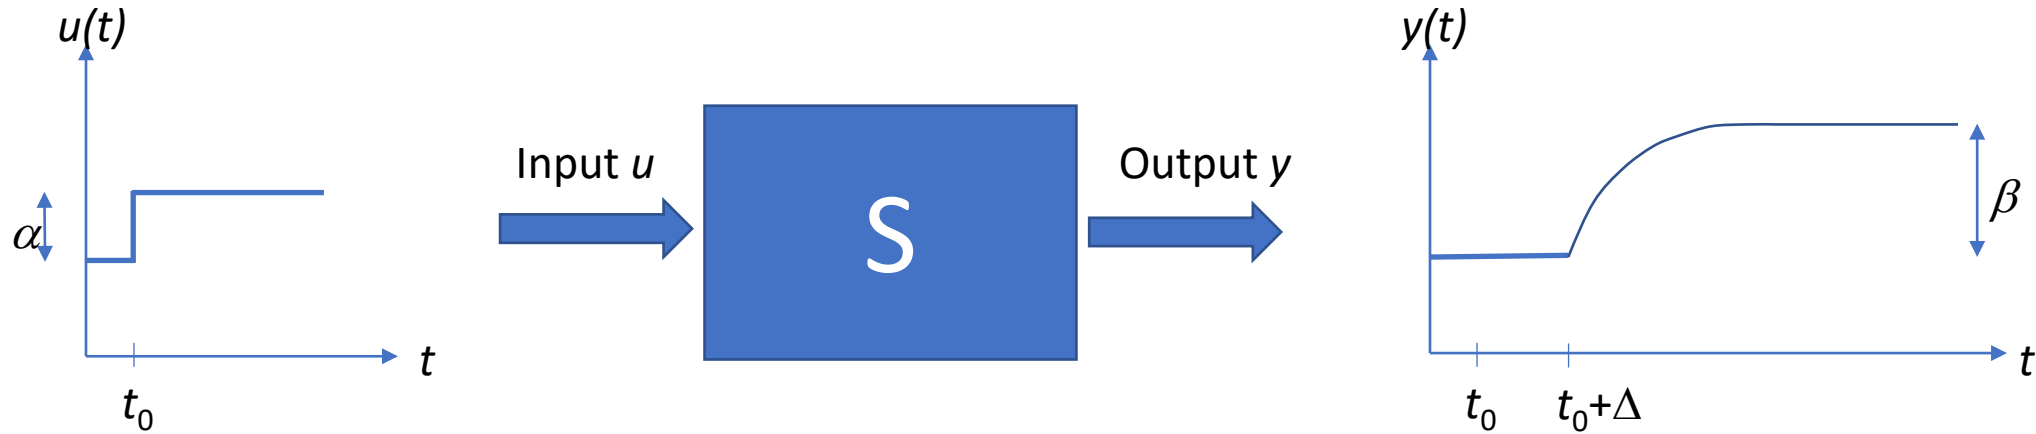 u(t)
α
t
t₀
Input u
S
Output y
y(t)
β
t
t₀
t₀+Δ